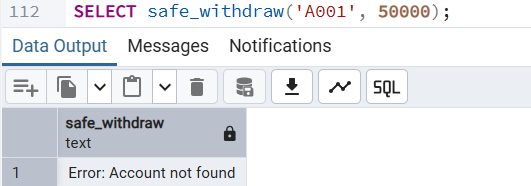 112 SELECT safe_withdraw('A001', 50000);
Data Output Messages Notifications
SQL
safe_withdraw
text
1 Error: Account not found